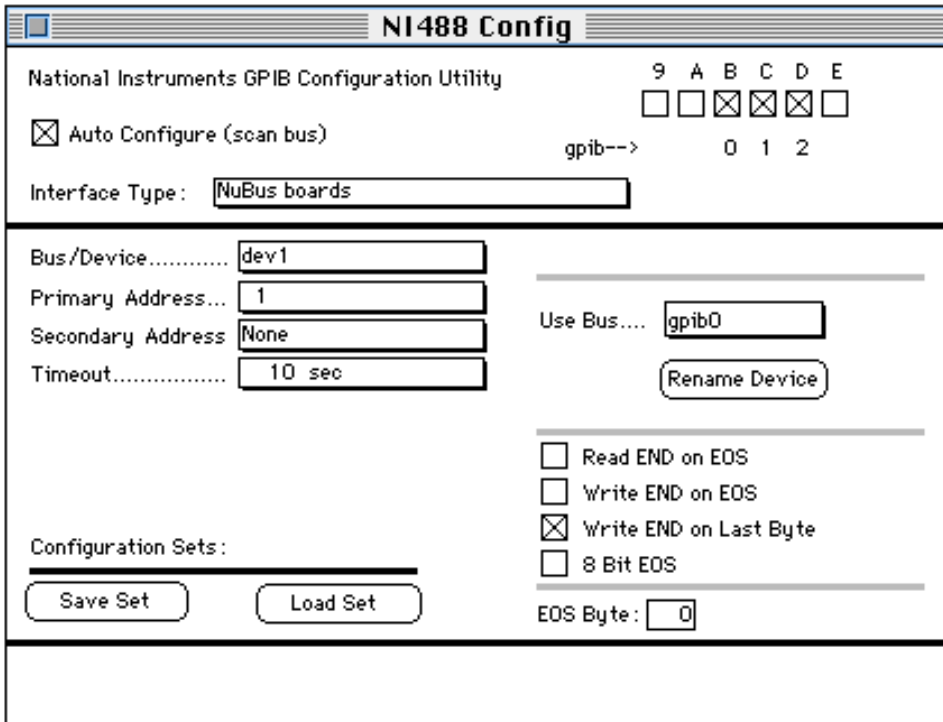 NI488 Config
National Instruments GPIB Configuration Utility
9 A B C D E
Auto Configure (scan bus)
gpib--> 0 1 2
Interface Type: NuBus boards
Bus/Device............ dev1
Primary Address... 1
Secondary Address None
Timeout................. 10 sec
Use Bus.... gpib0
Rename Device
Read END on EOS
Write END on EOS
Write END on Last Byte
8 Bit EOS
Configuration Sets:
Save Set Load Set
EOS Byte: 0